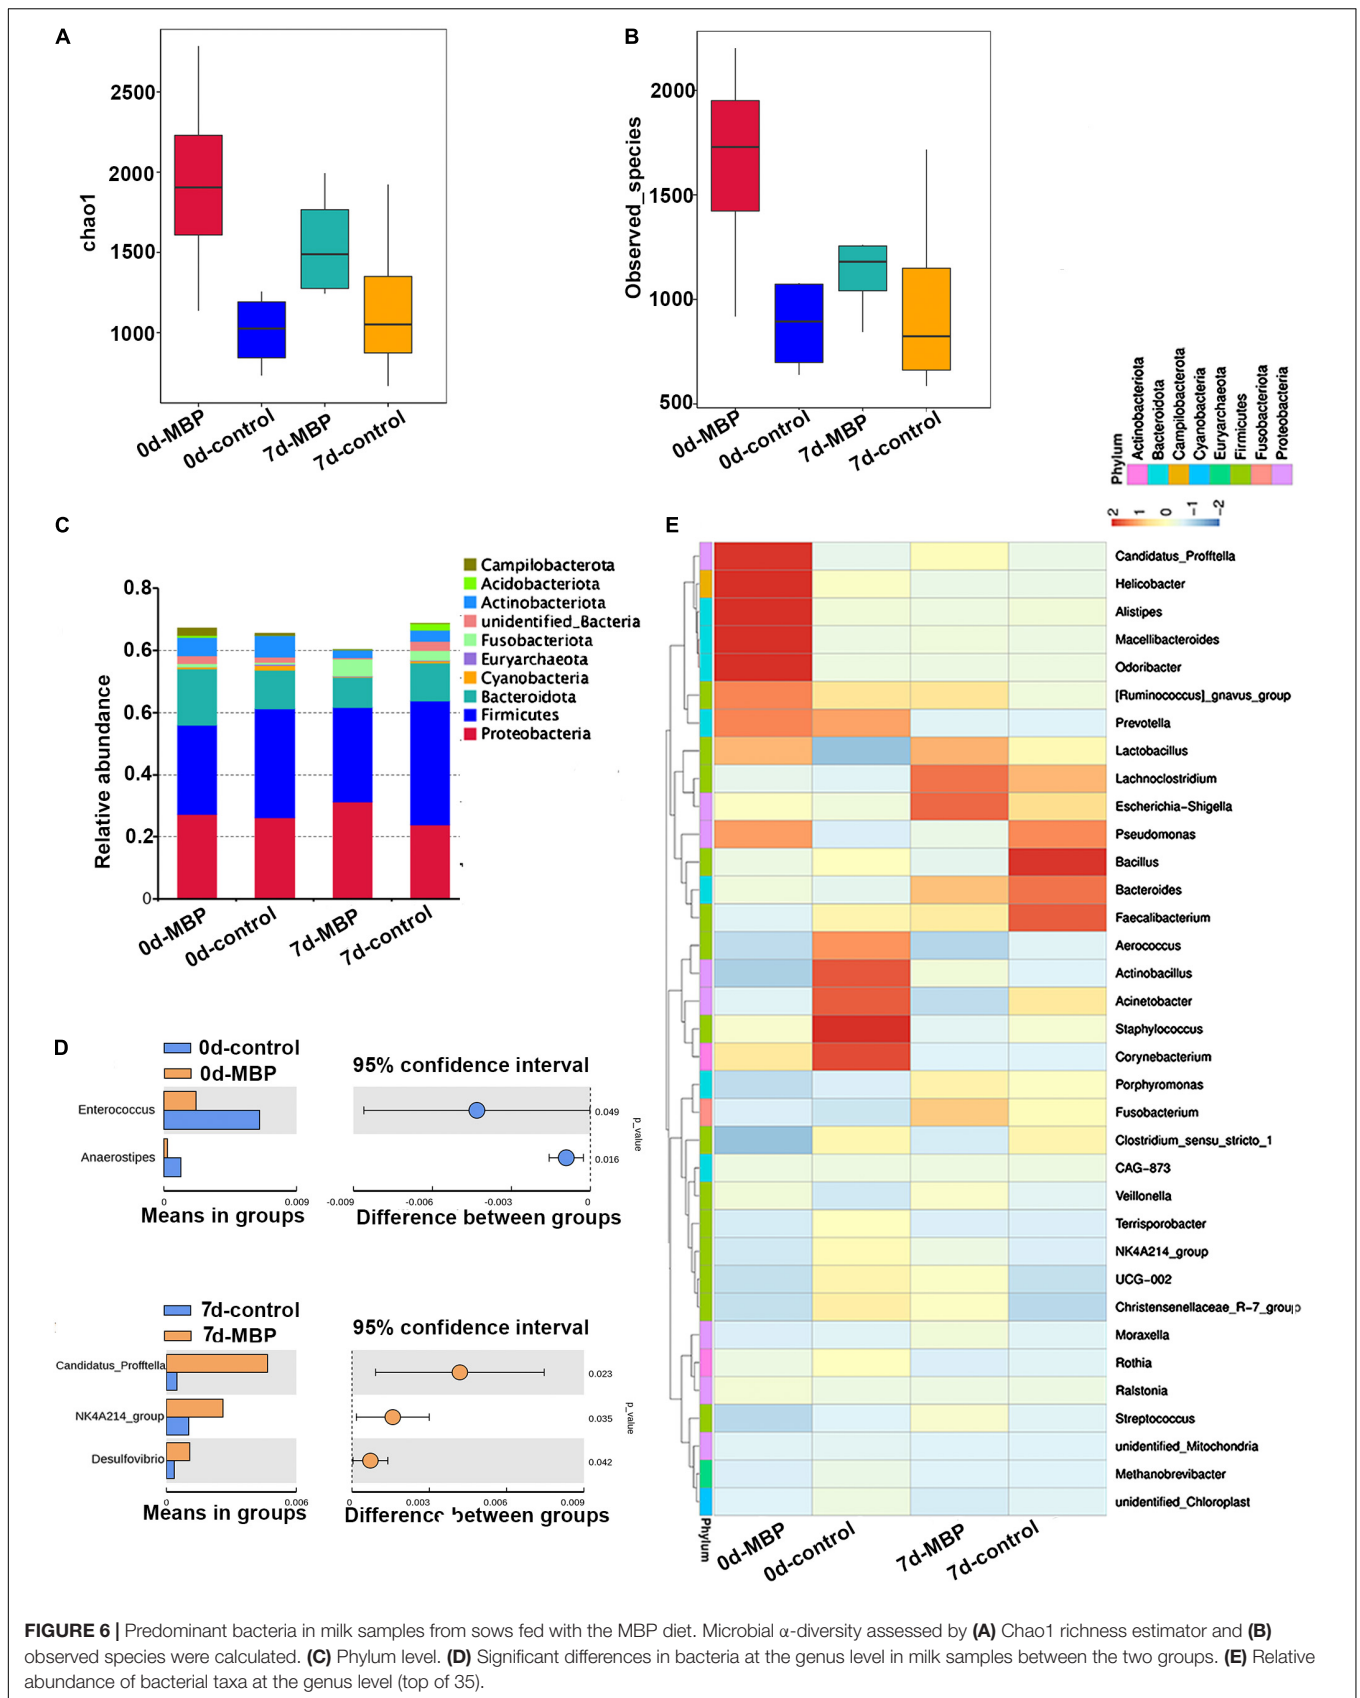 A
chao1
2500
2000
1500
1000
0d-MBP
0d-control
7d-MBP
7d-control
B
Observed_species
2000
1500
1000
500
0d-MBP
0d-control
7d-MBP
7d-control
Phylum
Actinobacteriota
Bacteroidota
Campilobacterota
Cyanobacteria
Euryarchaeota
Firmicutes
Fusobacteriota
Proteobacteria
2 1 0 -1 -2
C
Relative abundance
0.8
0.6
0.6
0.4
0.2
0
0d-MBP
0d-control
7d-MBP
7d-control
Campilobacterota
Acidobacteriota
Actinobacteriota
unidentified_Bacteria
Fusobacteriota
Euryarchaeota
Cyanobacteria
Bacteroidota
Firmicutes
Proteobacteria
D
0d-control
0d-MBP
95% confidence interval
Enterococcus
0.049
Anaerostipes
0.016
p_value
0 0.009 -0.009 -0.006 -0.003 0
Means in groups
Difference between groups
7d-control
7d-MBP
95% confidence interval
Candidatus_Profftella
0.023
NK4A214_group
0.035
Desulfovibrio
0.042
p_value
0 0.006 0 0.003 0.006 0.009
Means in groups
Difference between groups
E
Candidatus_Profftella
Helicobacter
Alistipes
Macellibacteroides
Odoribacter
[Ruminococcus]_gnavus_group
Prevotella
Lactobacillus
Lachnoclostridium
Escherichia-Shigella
Pseudomonas
Bacillus
Bacteroides
Faecalibacterium
Aerococcus
Actinobacillus
Acinetobacter
Staphylococcus
Corynebacterium
Porphyromonas
Fusobacterium
Clostridium_sensu_stricto_1
CAG-873
Veillonella
Terrisporobacter
NK4A214_group
UCG-002
Christensenellaceae_R-7_group
Moraxella
Rothia
Ralstonia
Streptococcus
unidentified_Mitochondria
Methanobrevibacter
unidentified_Chloroplast
Phylum
0d-MBP
0d-control
7d-MBP
7d-control
FIGURE 6 | Predominant bacteria in milk samples from sows fed with the MBP diet. Microbial α-diversity assessed by (A) Chao1 richness estimator and (B)
observed species were calculated. (C) Phylum level. (D) Significant differences in bacteria at the genus level in milk samples between the two groups. (E) Relative
abundance of bacterial taxa at the genus level (top of 35).